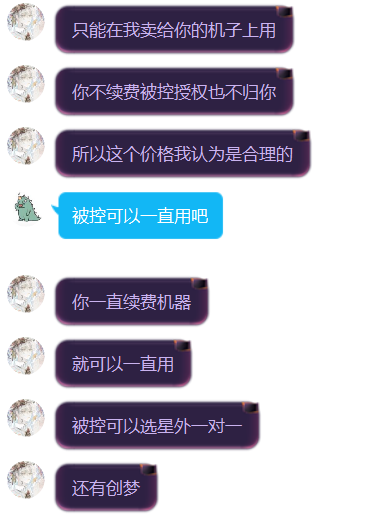 只能在我卖给你的机子上用
你不续费被控授权也不归你
所以这个价格我认为是合理的
被控可以一直用吧
你一直续费机器
就可以一直用
被控可以选星外一对一
还有创梦